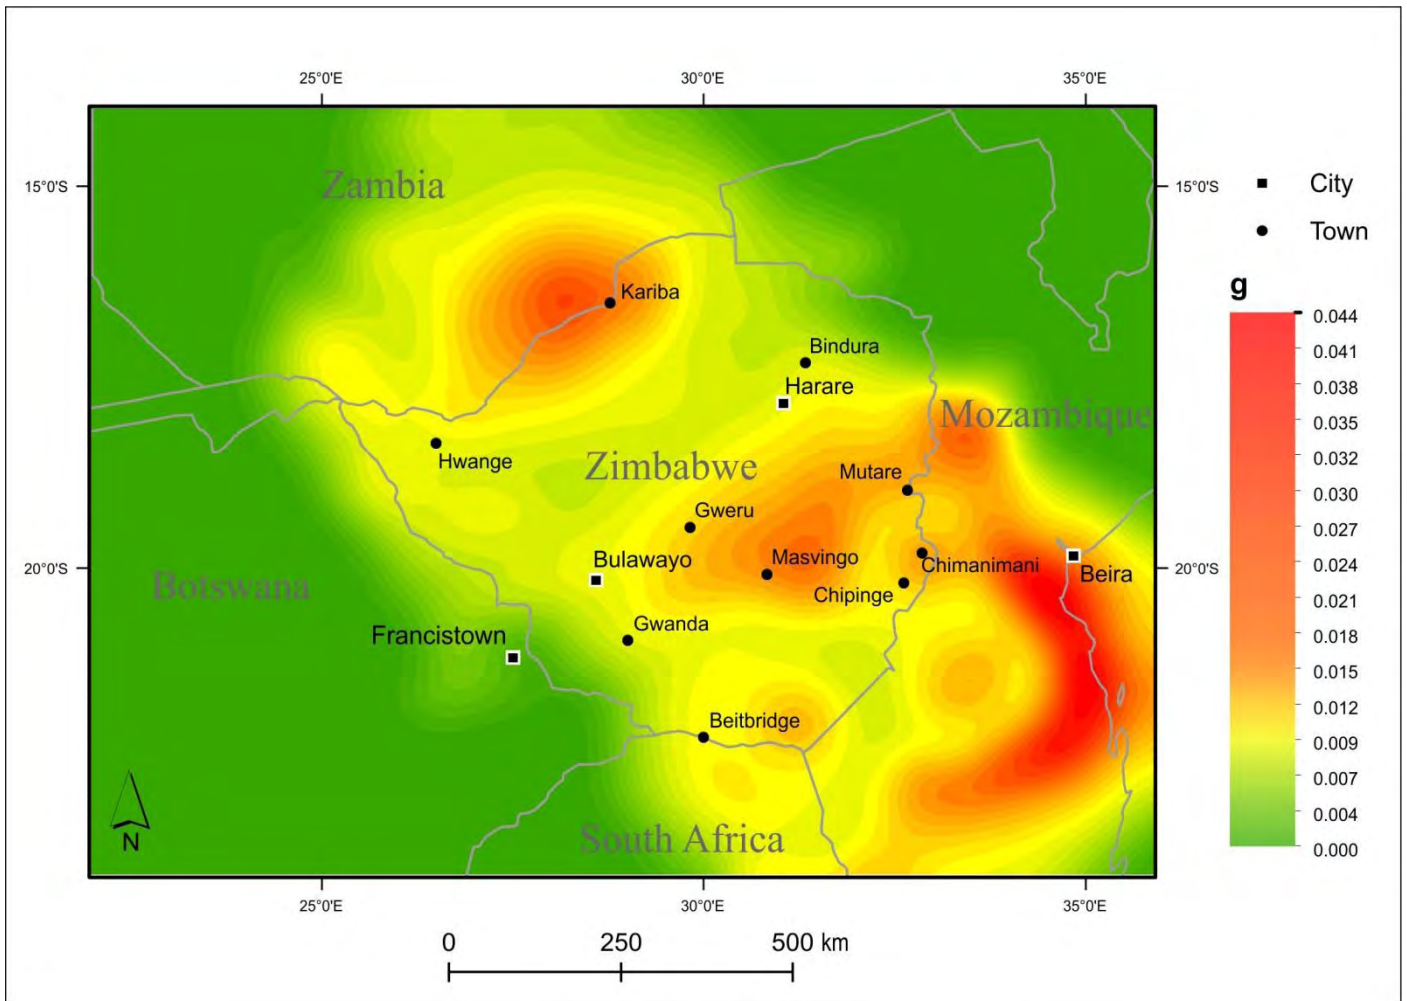 25°0'E 30°0'E 35°0'E
15°0'S 15°0'S
Zambia
City
Town
g
Kariba
Bindura
Harare
Mozambique
Hwange
Zimbabwe
Mutare
Gweru
Bulawayo
Masvingo
Chimanimani
20°0'S 20°0'S
Beira
Botswana
Chipinge
Gwanda
Francistown
Beitbridge
South Africa
N
0.044
0.041
0.038
0.035
0.032
0.030
0.027
0.024
0.021
0.018
0.015
0.012
0.009
0.007
0.004
0.000
25°0'E 30°0'E 35°0'E
0 250 500 km